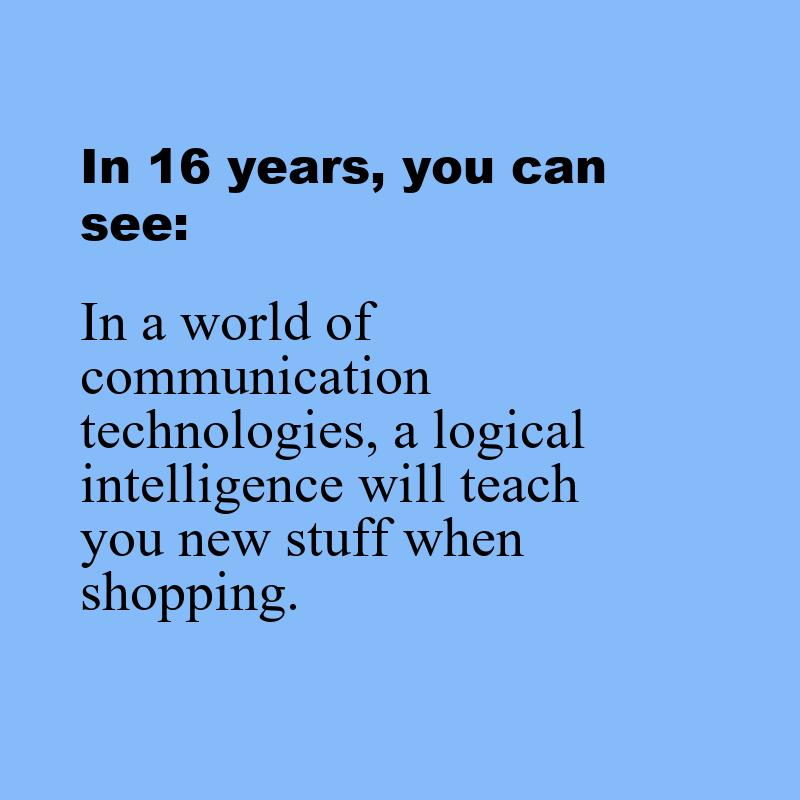 In 16 years, you can
see:
In a world of
communication
technologies, a logical
intelligence will teach
you new stuff when
shopping.